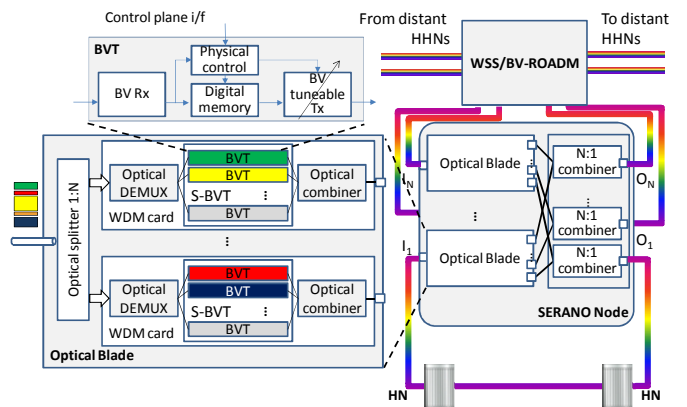 Control plane i/f
BVT
BV Rx
Physical
control
Digital
memory
BV
tuneable
Tx
Optical splitter 1:N
Optical
DEMUX
WDM card
BVT
BVT
S-BVT ⋮
BVT
Optical
combiner
⋮
Optical
DEMUX
WDM card
BVT
BVT
S-BVT ⋮
BVT
Optical
combiner
Optical Blade
From distant
HHNs
To distant
HHNs
WSS/BV-ROADM
Optical Blade
I_N
⋮
I_1
Optical Blade
N:1
combiner
O_N
N:1
combiner
O_1
N:1
combiner
SERANO Node
HN
HN